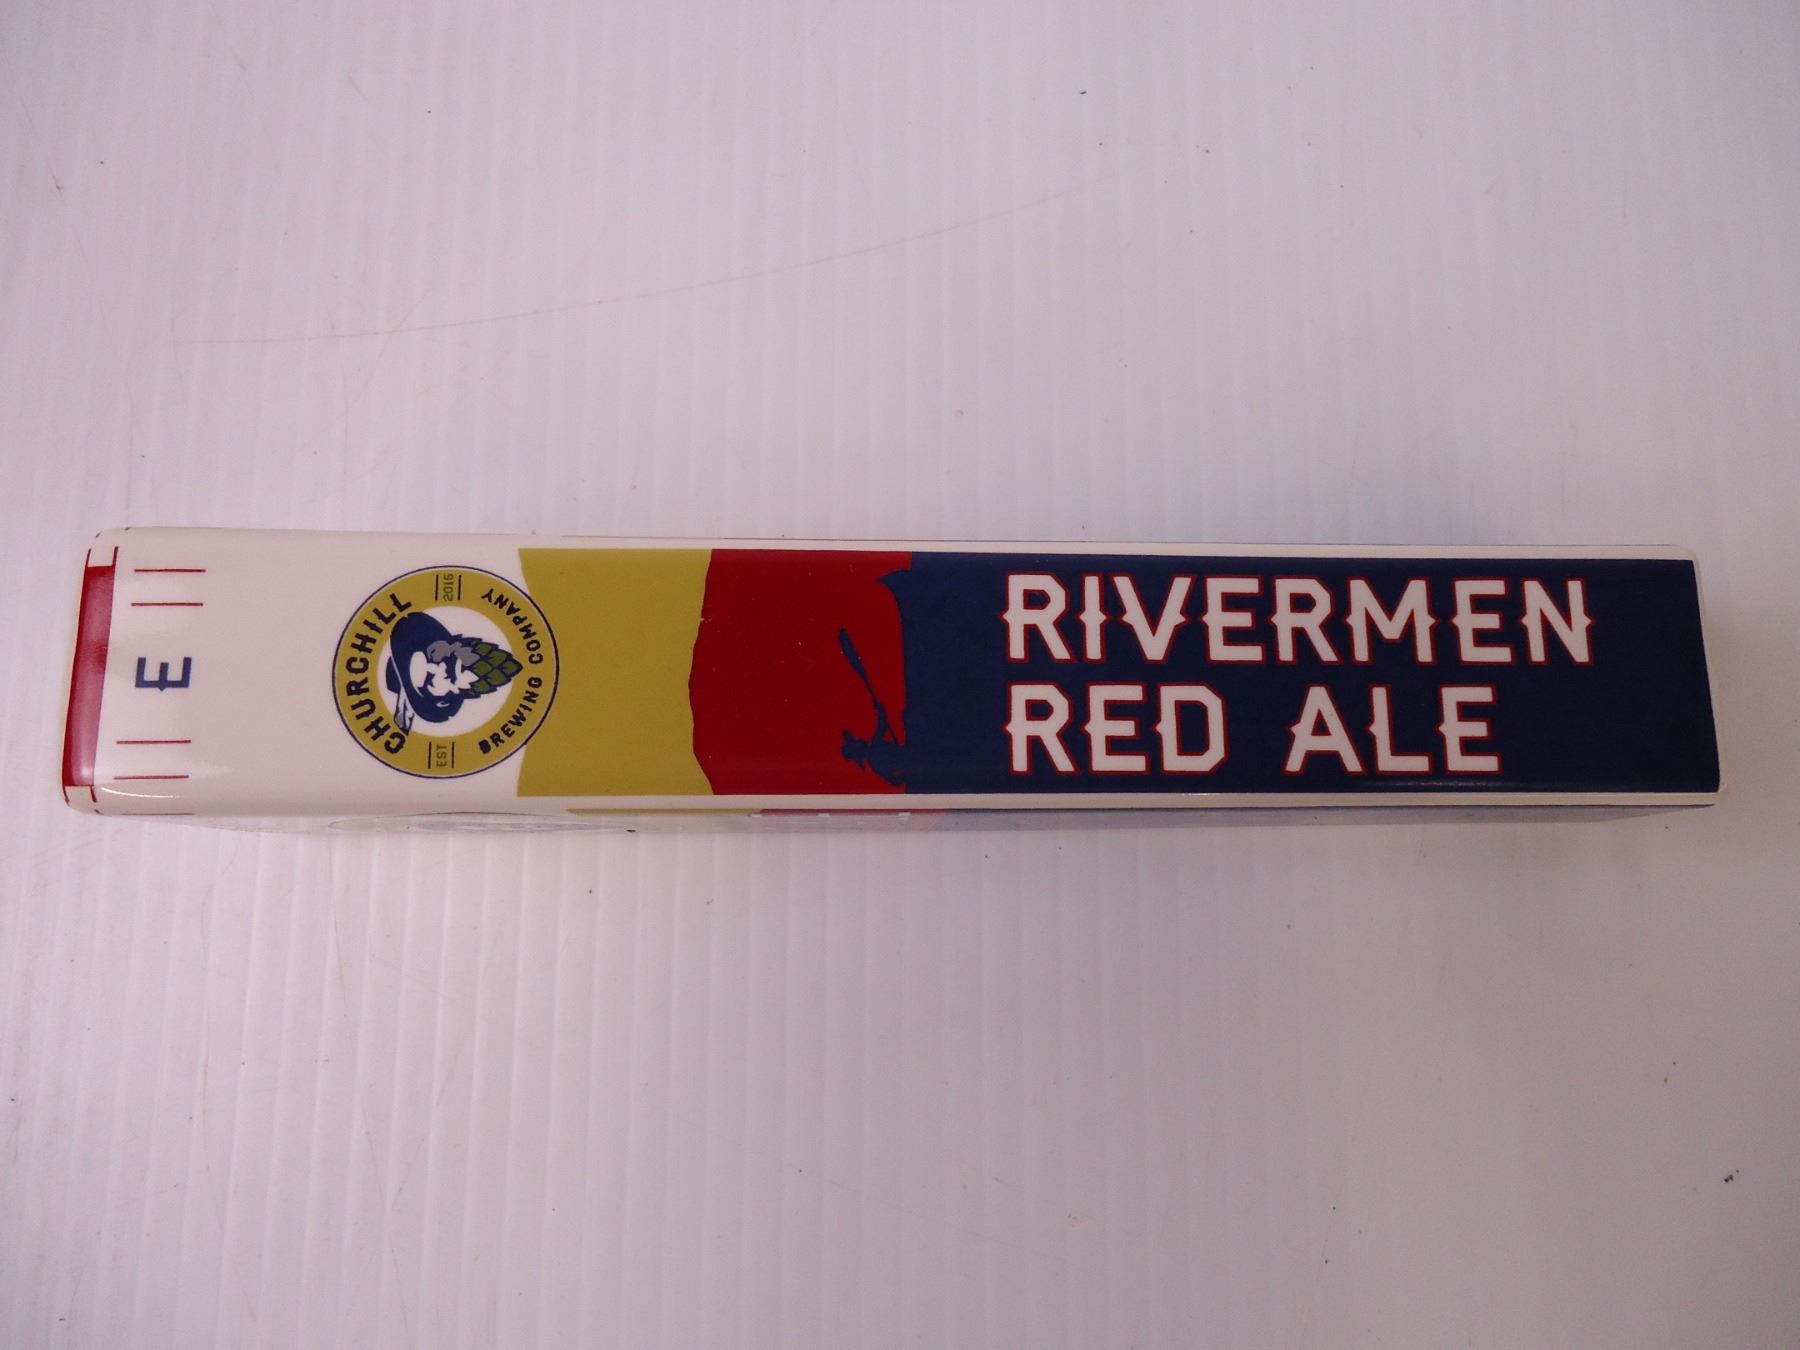 E
CHURCHILL
BREWING COMPANY
EST
2015
RIVERMEN
RED ALE